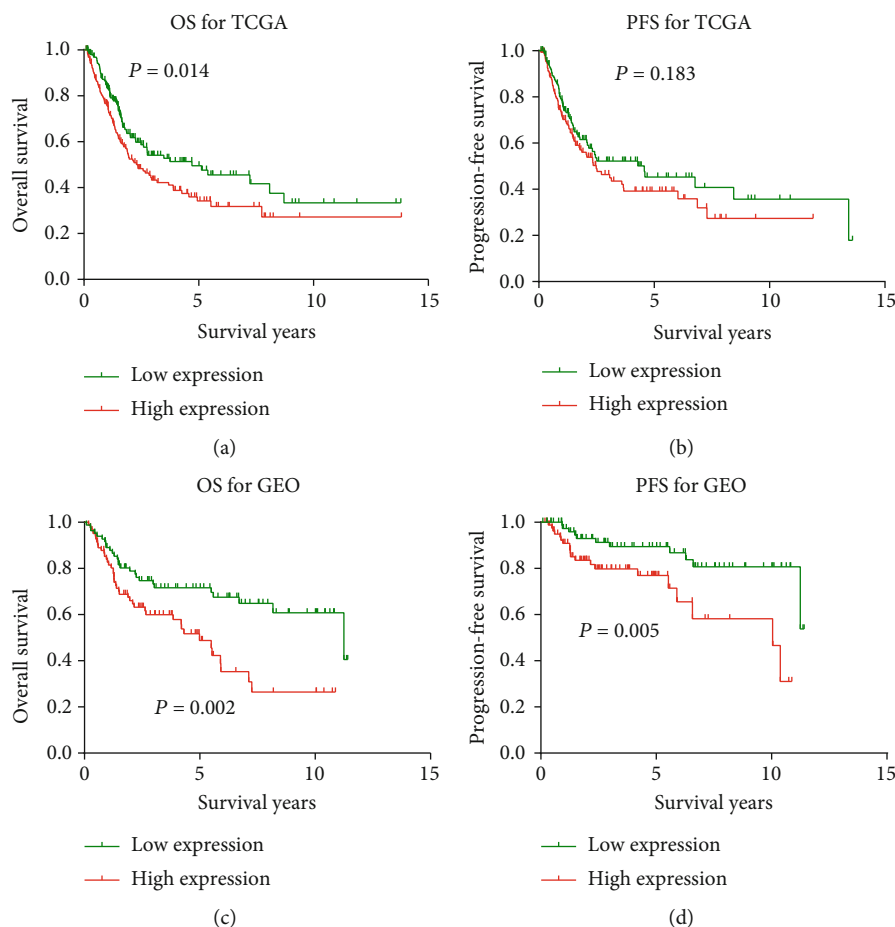 OS for TCGA
1.0
0.8
0.6
0.4
0.2
0.0
Overall survival
P = 0.014
0 5 10 15
Survival years
Low expression
High expression
(a)
PFS for TCGA
1.0
0.8
0.6
0.4
0.2
0.0
Progression-free survival
P = 0.183
0 5 10 15
Survival years
Low expression
High expression
(b)
OS for GEO
1.0
0.8
0.6
0.4
0.2
0.0
Overall survival
P = 0.002
0 5 10 15
Survival years
Low expression
High expression
(c)
PFS for GEO
1.0
0.8
0.6
0.4
0.2
0.0
Progression-free survival
P = 0.005
0 5 10 15
Survival years
Low expression
High expression
(d)